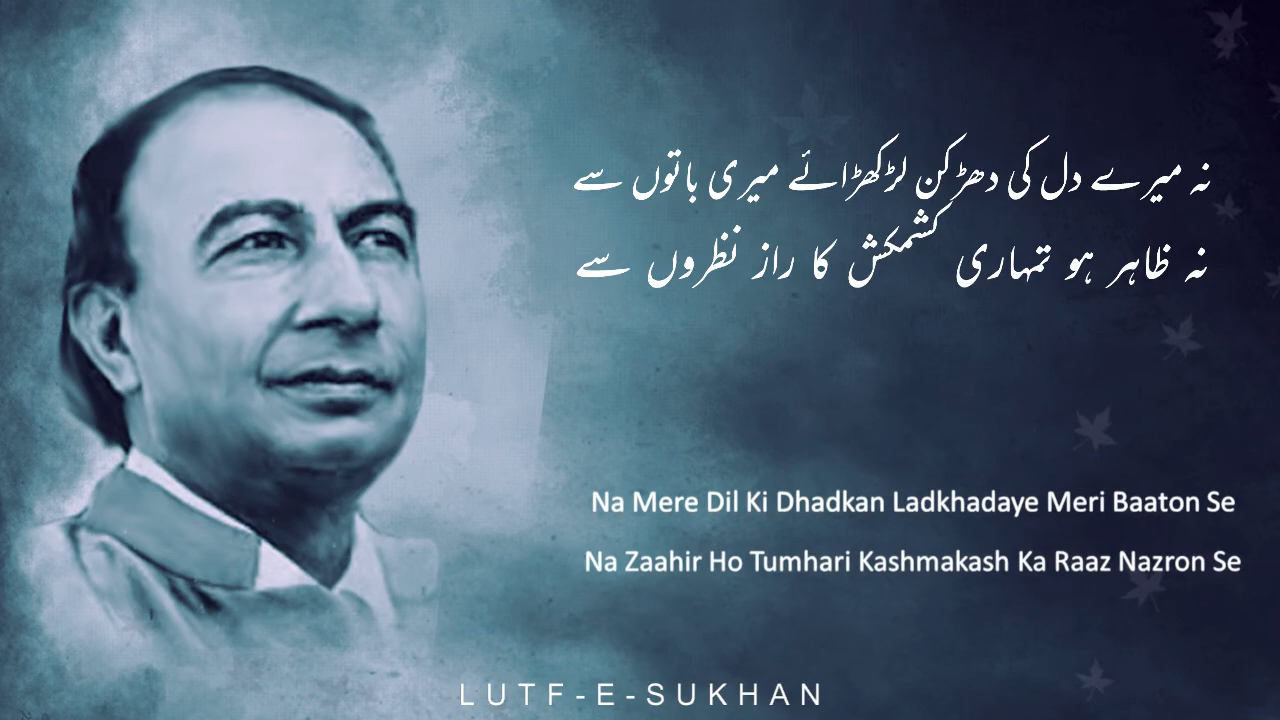 نہ میرے دل کی دھڑکن لڑکھڑائے میری باتوں سے
نہ ظاہر ہو تمہاری کشمکش کا راز نظروں سے
Na Mere Dil Ki Dhadkan Ladkhadaye Meri Baaton Se
Na Zaahir Ho Tumhari Kashmakash Ka Raaz Nazron Se
LUTF-E-SUKHAN